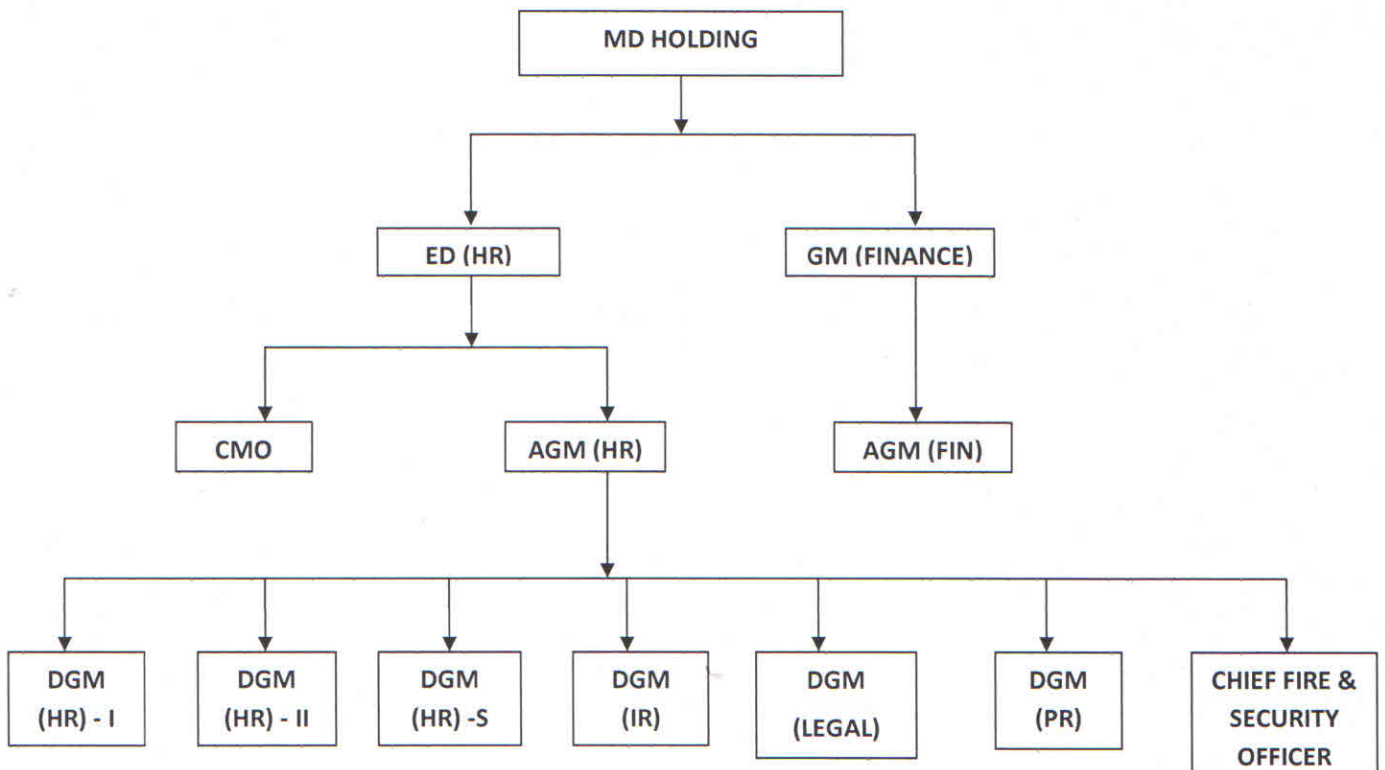 MD HOLDING
ED (HR)
GM (FINANCE)
CMO
AGM (HR)
AGM (FIN)
DGM
(HR) - I
DGM
(HR) - II
DGM
(HR) -S
DGM
(IR)
DGM
(LEGAL)
DGM
(PR)
CHIEF FIRE &
SECURITY
OFFICER